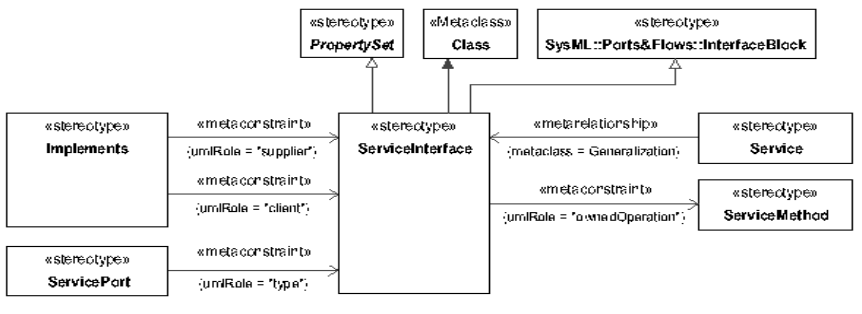 «stereotype»
PropertySet
«Metaclass»
Class
«stereotype»
SysML::Ports&Flows::InterfaceBlock
«stereotype»
Implements
«metaconstraint»
{umlRole = "supplier"}
«metaconstraint»
{umlRole = "client"}
«stereotype»
ServicePort
«metaconstraint»
{umlRole = "type"}
«stereotype»
ServiceInterface
«metarelationship»
{metaclass = Generalization}
«stereotype»
Service
«metaconstraint»
{umlRole = "ownedOperation"}
«stereotype»
ServiceMethod